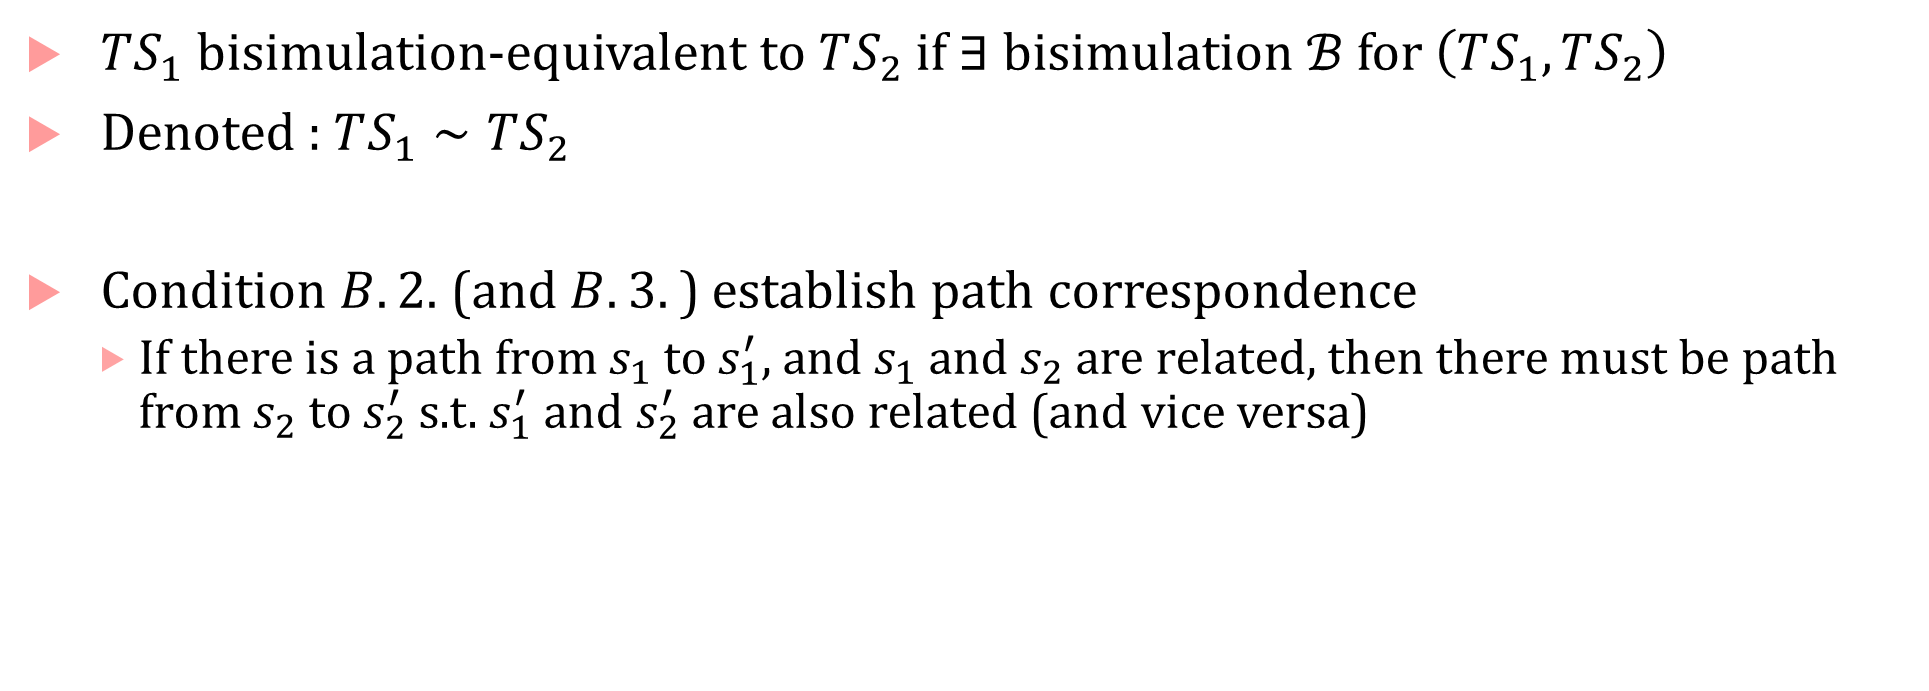 ▶ 𝑇𝑆₁ bisimulation-equivalent to 𝑇𝑆₂ if ∃ bisimulation ℬ for (𝑇𝑆₁, 𝑇𝑆₂)
▶ Denoted : 𝑇𝑆₁ ~ 𝑇𝑆₂
▶ Condition 𝐵. 2. (and 𝐵. 3. ) establish path correspondence
▶ If there is a path from 𝑠₁ to 𝑠₁′, and 𝑠₁ and 𝑠₂ are related, then there must be path
from 𝑠₂ to 𝑠₂′ s.t. 𝑠₁′ and 𝑠₂′ are also related (and vice versa)